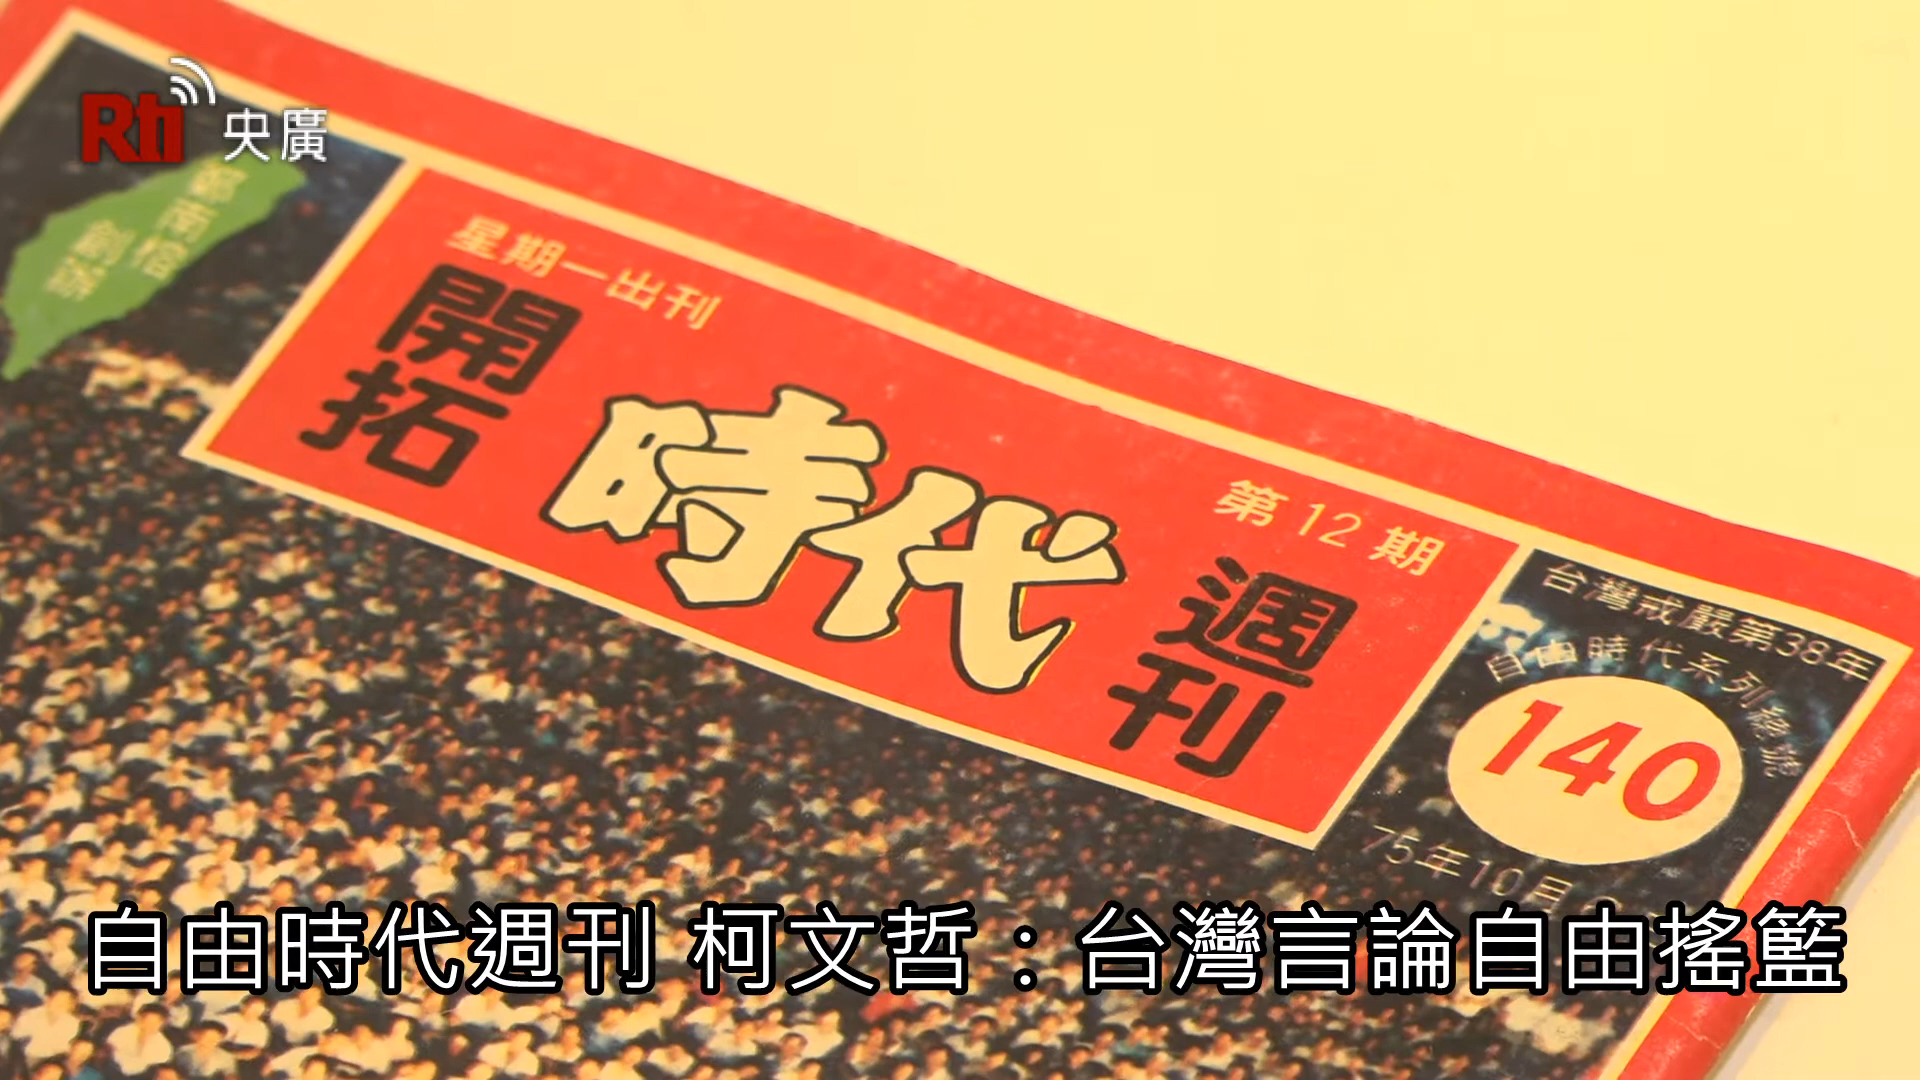 Rti 央廣
鄭南榕
創辦
星期一出刊
開拓
時代
週刊
第12期
台灣戒嚴第38年
自由時代系列總號
140
75年10月
自由時代週刊 柯文哲：台灣言論自由搖籃